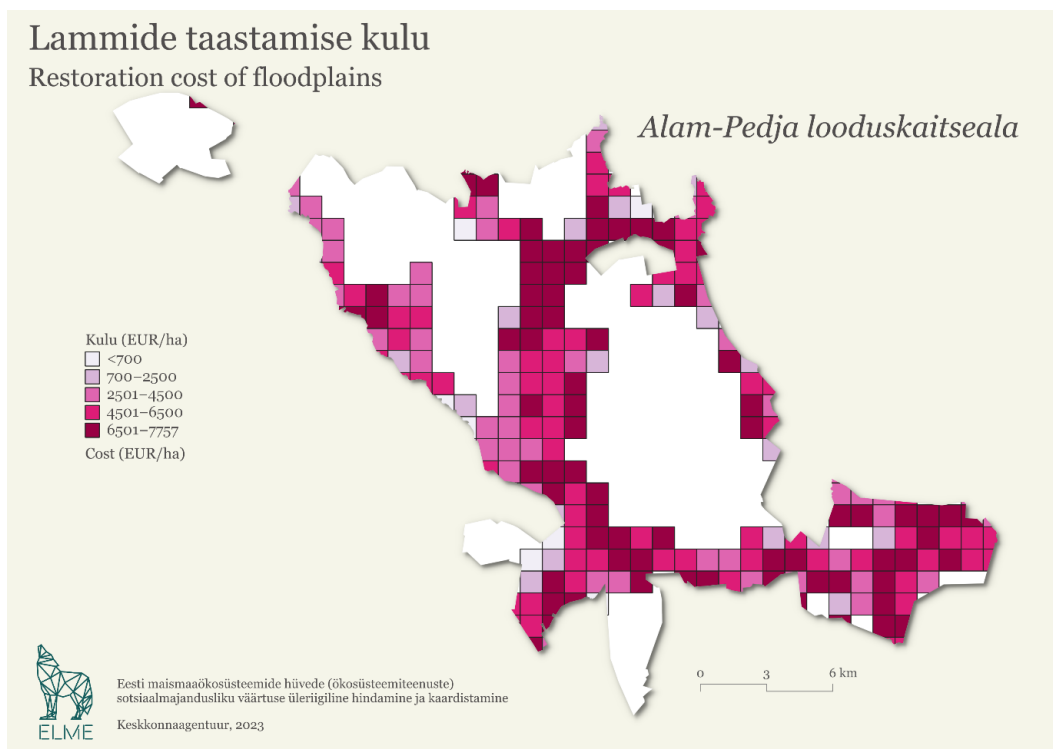 Lammide taastamise kulu
Restoration cost of floodplains
Alam-Pedja looduskaitseala
Kulu (EUR/ha)
<700
700–2500
2501–4500
4501–6500
6501–7757
Cost (EUR/ha)
0 3 6 km
ELME
Eesti maismaaökosüsteemide hüvede (ökosüsteemiteenuste)
sotsiaalmajandusliku väärtuse üleriigiline hindamine ja kaardistamine
Keskkonnaagentuur, 2023